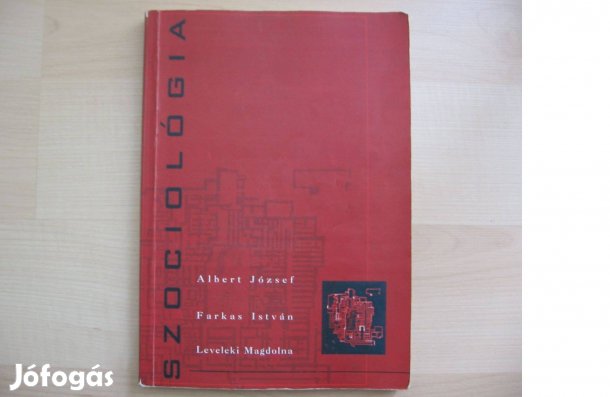 SZOCIOLÓGIA
Albert József
Farkas István
Leveleki Magdolna
Jófogás